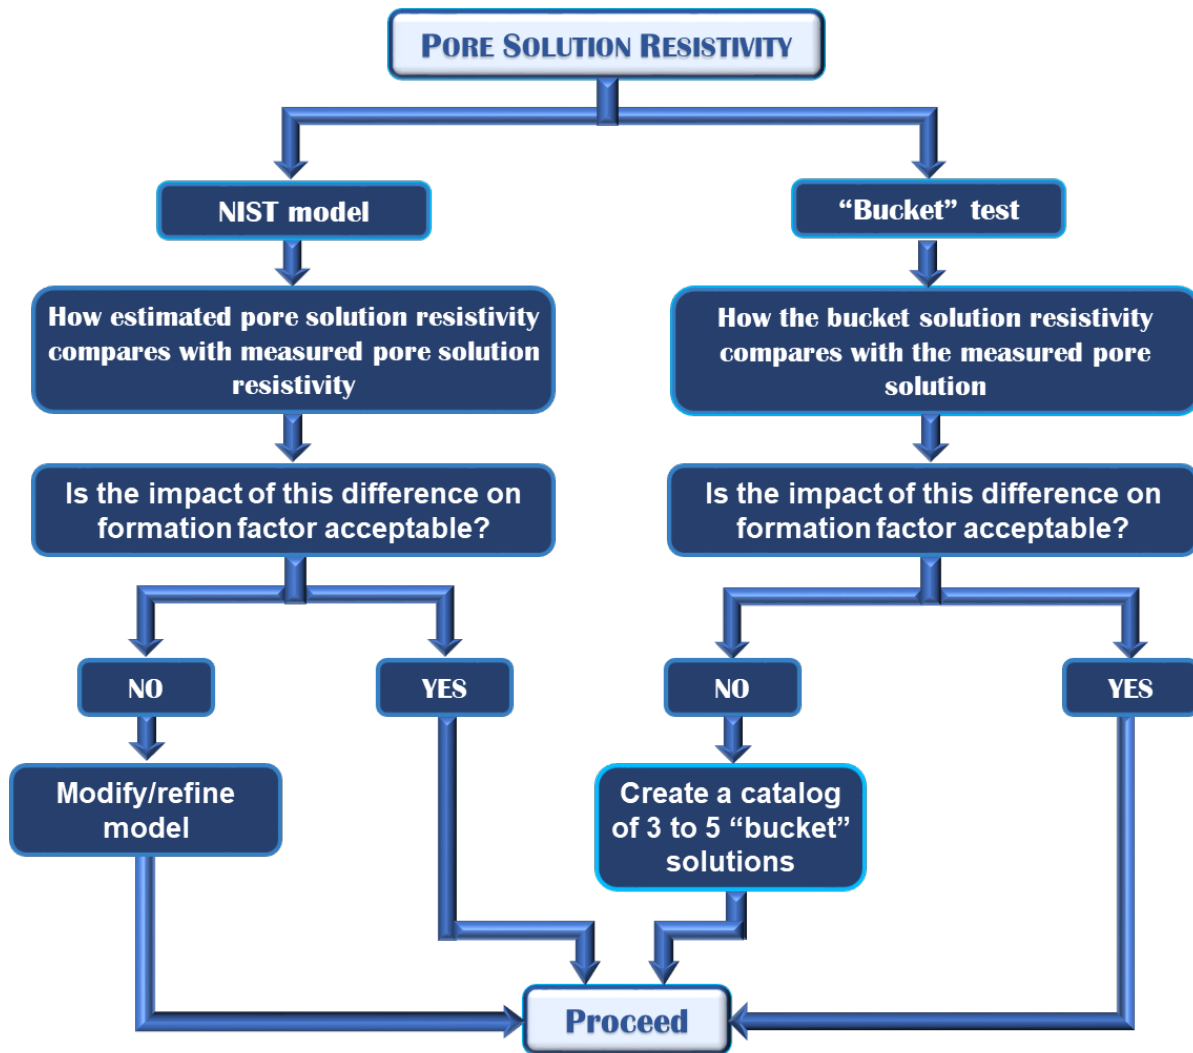 PORE SOLUTION RESISTIVITY
NIST model
“Bucket” test
How estimated pore solution resistivity
compares with measured pore solution
resistivity
How the bucket solution resistivity
compares with the measured pore
solution
Is the impact of this difference on
formation factor acceptable?
Is the impact of this difference on
formation factor acceptable?
NO
YES
NO
YES
Modify/refine
model
Create a catalog
of 3 to 5 “bucket”
solutions
Proceed